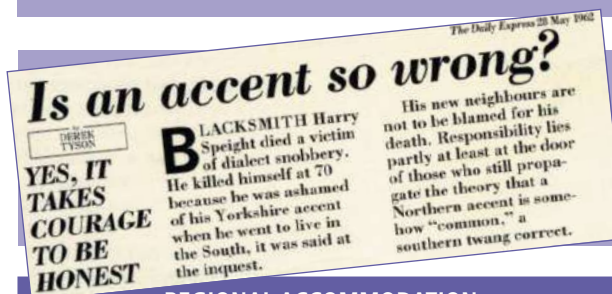 The Daily Express 28 May 1962
Is an accent so wrong?
by
DEREK
TYSON
YES, IT
TAKES
COURAGE
TO BE
HONEST
BLACKSMITH Harry
Speight died a victim
of dialect snobbery.
He killed himself at 70
because he was ashamed
of his Yorkshire accent
when he went to live in
the South, it was said at
the inquest.
His new neighbours are
not to be blamed for his
death. Responsibility lies
partly at least at the door
of those who still propa-
gate the theory that a
Northern accent is some-
how "common," a
southern twang correct.